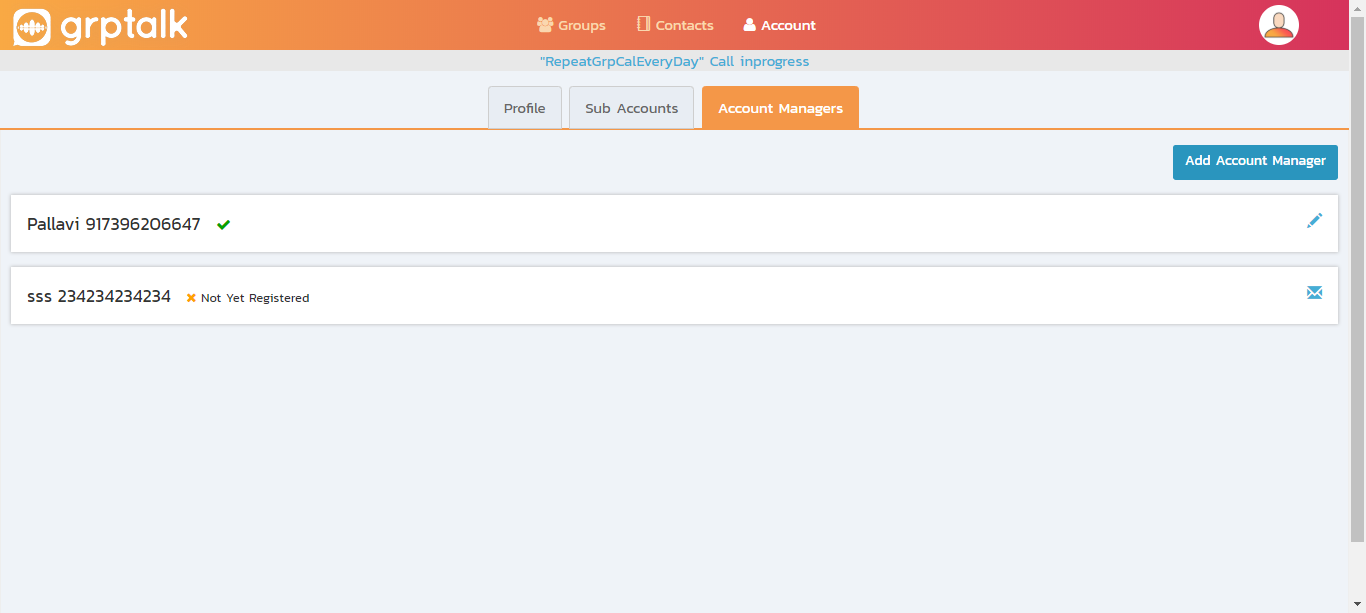 grptalk
Groups Contacts Account
"RepeatGrpCalEveryDay" Call inprogress
Profile Sub Accounts Account Managers
Add Account Manager
Pallavi 917396206647
sss 234234234234 Not Yet Registered